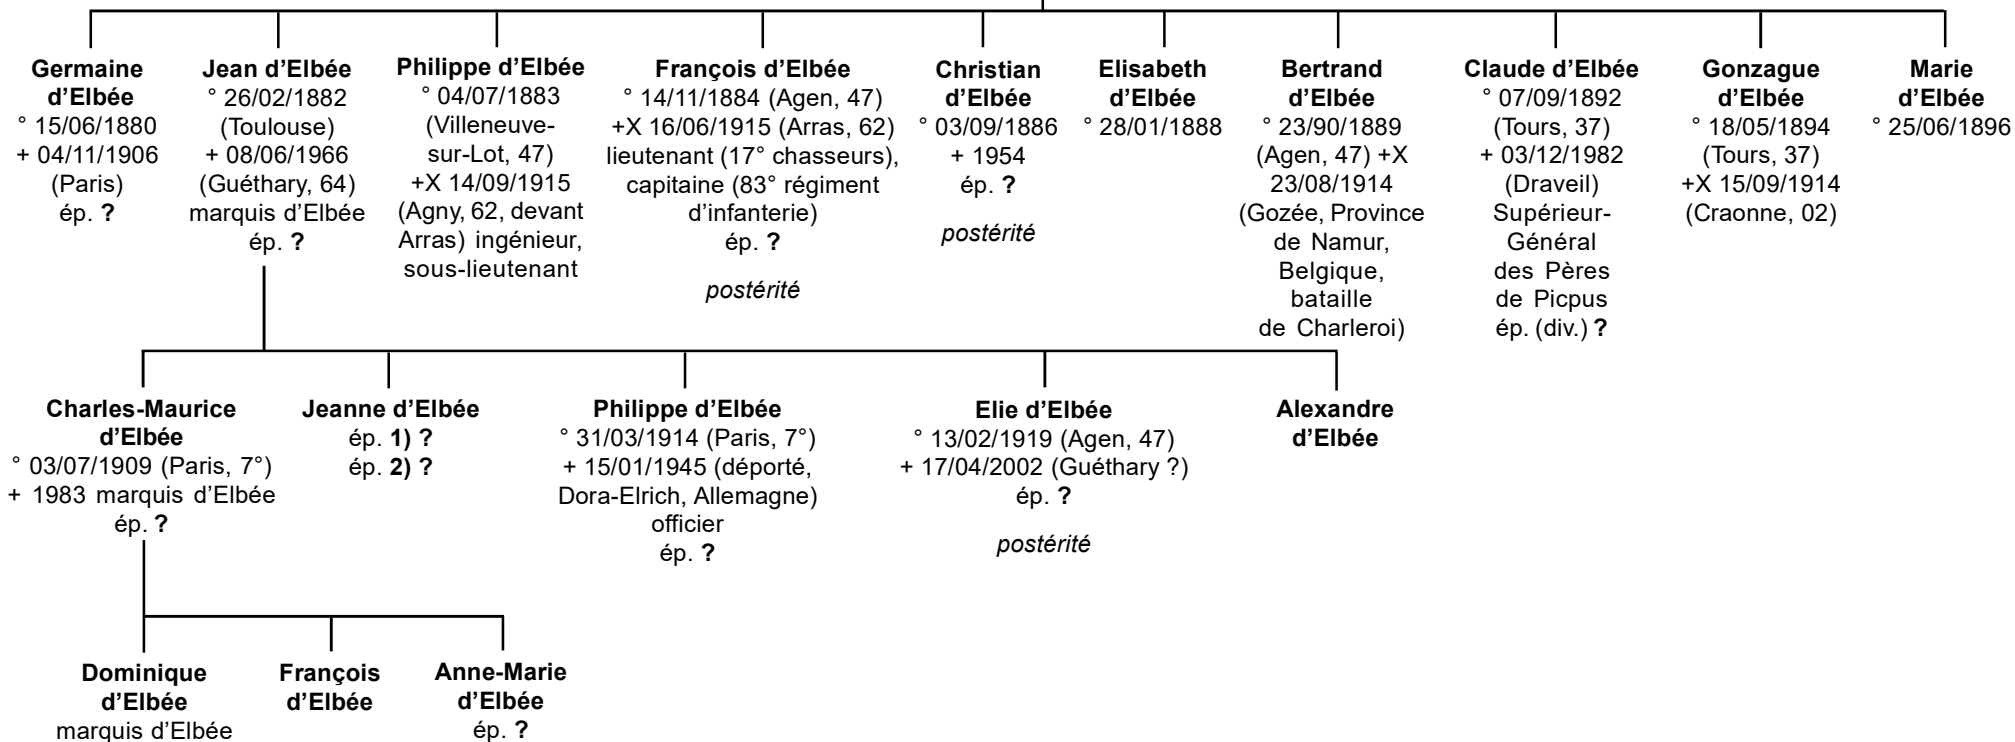 Germaine
d’Elbée
° 15/06/1880
+ 04/11/1906
(Paris)
ép. ?
Jean d’Elbée
° 26/02/1882
(Toulouse)
+ 08/06/1966
(Guéthary, 64)
marquis d’Elbée
ép. ?
Philippe d’Elbée
° 04/07/1883
(Villeneuve-
sur-Lot, 47)
+X 14/09/1915
(Agny, 62, devant
Arras) ingénieur,
sous-lieutenant
François d’Elbée
° 14/11/1884 (Agen, 47)
+X 16/06/1915 (Arras, 62)
lieutenant (17° chasseurs),
capitaine (83° régiment
d’infanterie)
ép. ?
postérité
Christian
d’Elbée
° 03/09/1886
+ 1954
ép. ?
postérité
Elisabeth
d’Elbée
° 28/01/1888
Bertrand
d’Elbée
° 23/90/1889
(Agen, 47) +X
23/08/1914
(Gozée, Province
de Namur,
Belgique,
bataille
de Charleroi)
Claude d’Elbée
° 07/09/1892
(Tours, 37)
+ 03/12/1982
(Draveil)
Supérieur-
Général
des Pères
de Picpus
ép. (div.) ?
Gonzague
d’Elbée
° 18/05/1894
(Tours, 37)
+X 15/09/1914
(Craonne, 02)
Marie
d’Elbée
° 25/06/1896
Charles-Maurice
d’Elbée
° 03/07/1909 (Paris, 7°)
+ 1983 marquis d’Elbée
ép. ?
Jeanne d’Elbée
ép. 1) ?
ép. 2) ?
Philippe d’Elbée
° 31/03/1914 (Paris, 7°)
+ 15/01/1945 (déporté,
Dora-Elrich, Allemagne)
officier
ép. ?
Elie d’Elbée
° 13/02/1919 (Agen, 47)
+ 17/04/2002 (Guéthary ?)
ép. ?
postérité
Alexandre
d’Elbée
Dominique
d’Elbée
marquis d’Elbée
François
d’Elbée
Anne-Marie
d’Elbée
ép. ?